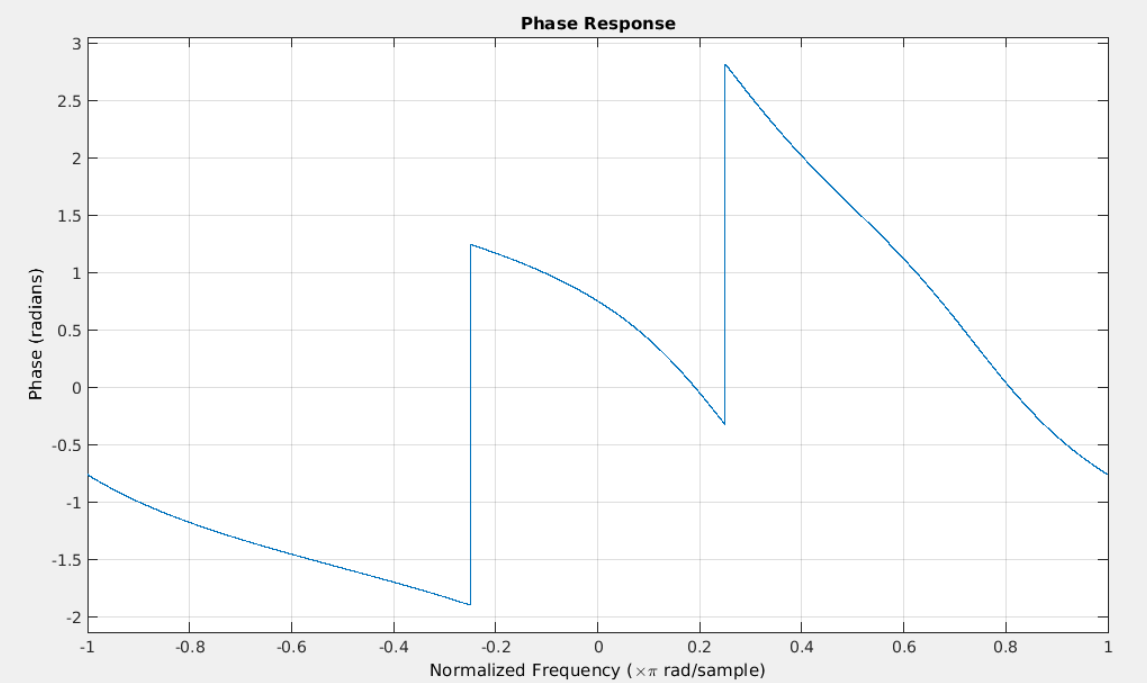 Phase Response
Phase (radians)
3
2.5
2
1.5
1
0.5
0
-0.5
-1
-1.5
-2
-1 -0.8 -0.6 -0.4 -0.2 0 0.2 0.4 0.6 0.8 1
Normalized Frequency (×π rad/sample)